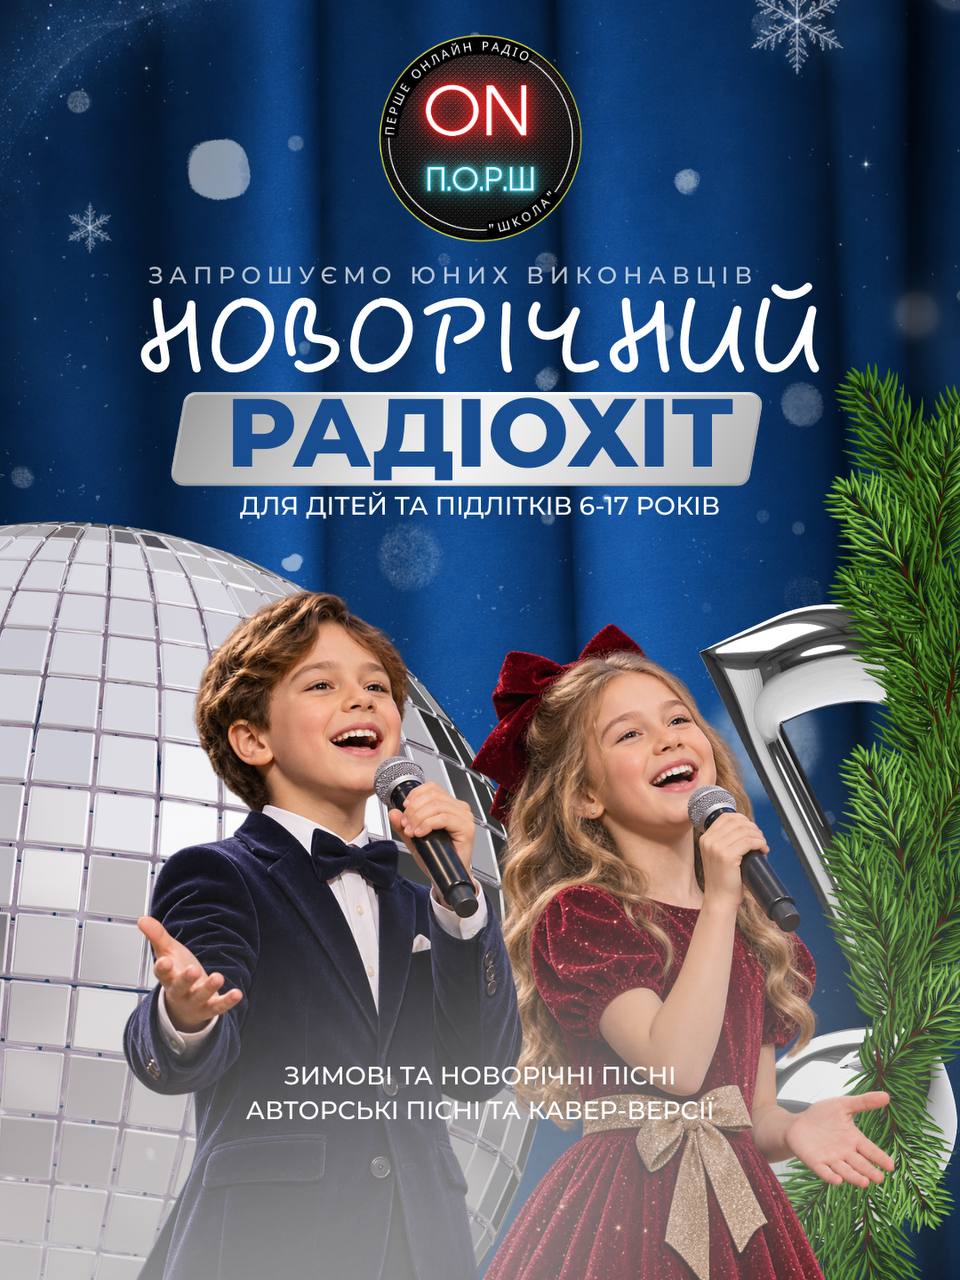 ПЕРШЕ ОНЛАЙН РАДІО
ON
П.О.Р.Ш
"ШКОЛА"
ЗАПРОШУЄМО ЮНИХ ВИКОНАВЦІВ
НОВОРІЧНИЙ
РАДІОХІТ
ДЛЯ ДІТЕЙ ТА ПІДЛІТКІВ 6-17 РОКІВ
ЗИМОВІ ТА НОВОРІЧНІ ПІСНІ
АВТОРСЬКІ ПІСНІ ТА КАВЕР-ВЕРСІЇ